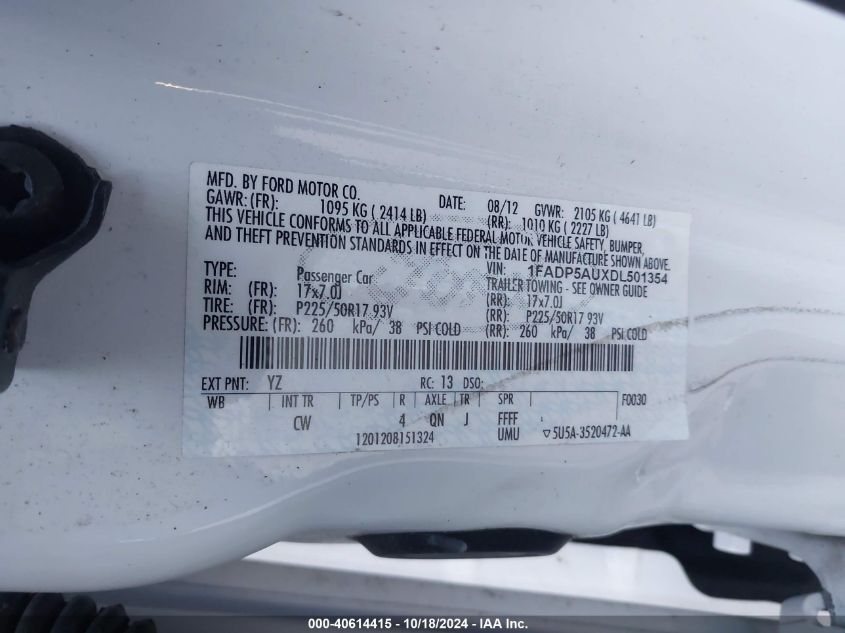 MFD. BY FORD MOTOR CO.
DATE: 08/12 GVWR: 2105 KG ( 4641 LB)
GAWR: (FR): 1095 KG ( 2414 LB) (RR): 1010 KG ( 2227 LB)
THIS VEHICLE CONFORMS TO ALL APPLICABLE FEDERAL MOTOR VEHICLE SAFETY, BUMPER,
AND THEFT PREVENTION STANDARDS IN EFFECT ON THE DATE OF MANUFACTURE SHOWN ABOVE.
VIN: 1FADP5AUXDL501354
TYPE: Passenger Car TRAILER TOWING - SEE OWNER GUIDE
RIM: (FR): 17x7.0J (RR): 17x7.0J
TIRE: (FR): P225/50R17 93V (RR): P225/50R17 93V
PRESSURE: (FR): 260 kPa/ 38 PSI COLD (RR): 260 kPa/ 38 PSI COLD
EXT PNT: YZ RC: 13 DSO:
WB INT TR TP/PS R AXLE TR SPR F0030
CW 4 QN J FFFF
1201208151324 UMU ▽5U5A-3520472-AA
000-40614415 - 10/18/2024 - IAA Inc.